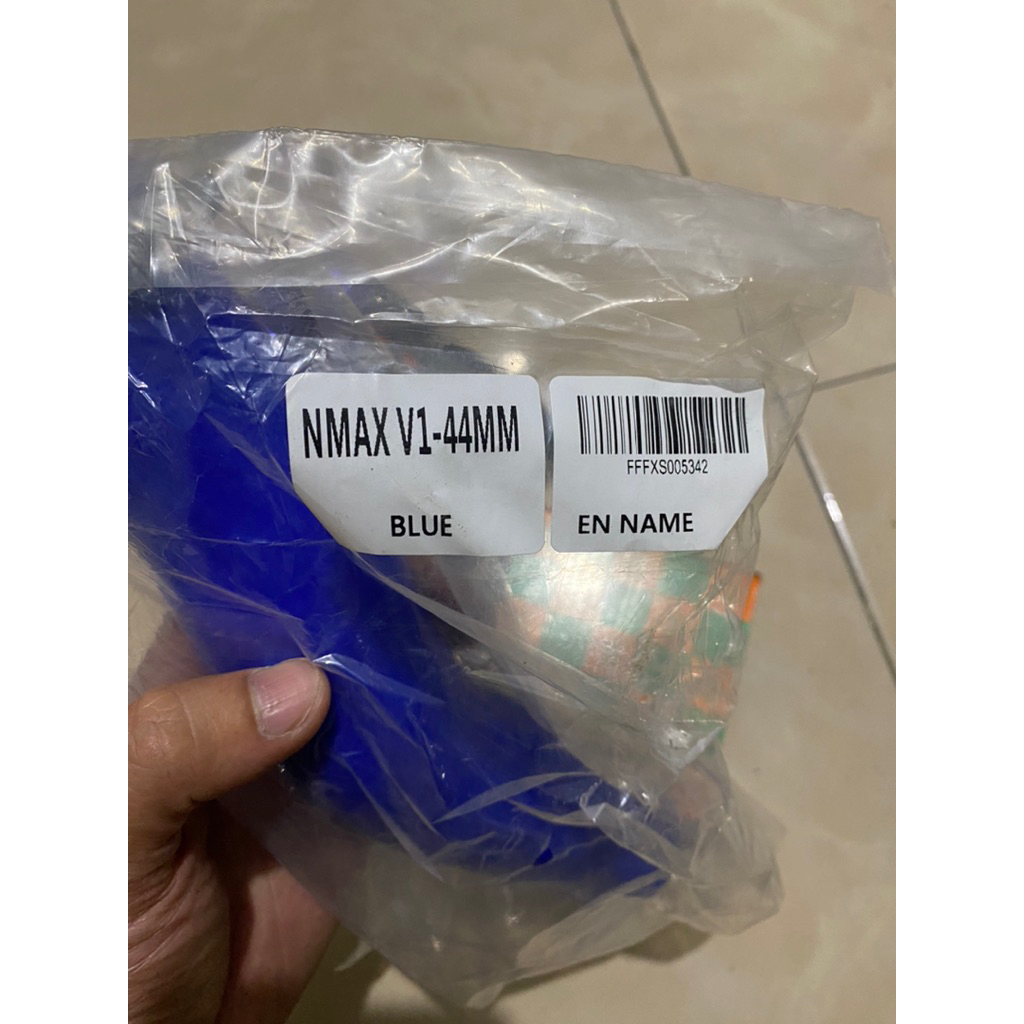 NMAX V1-44MM
BLUE
FFFXS005342
EN NAME